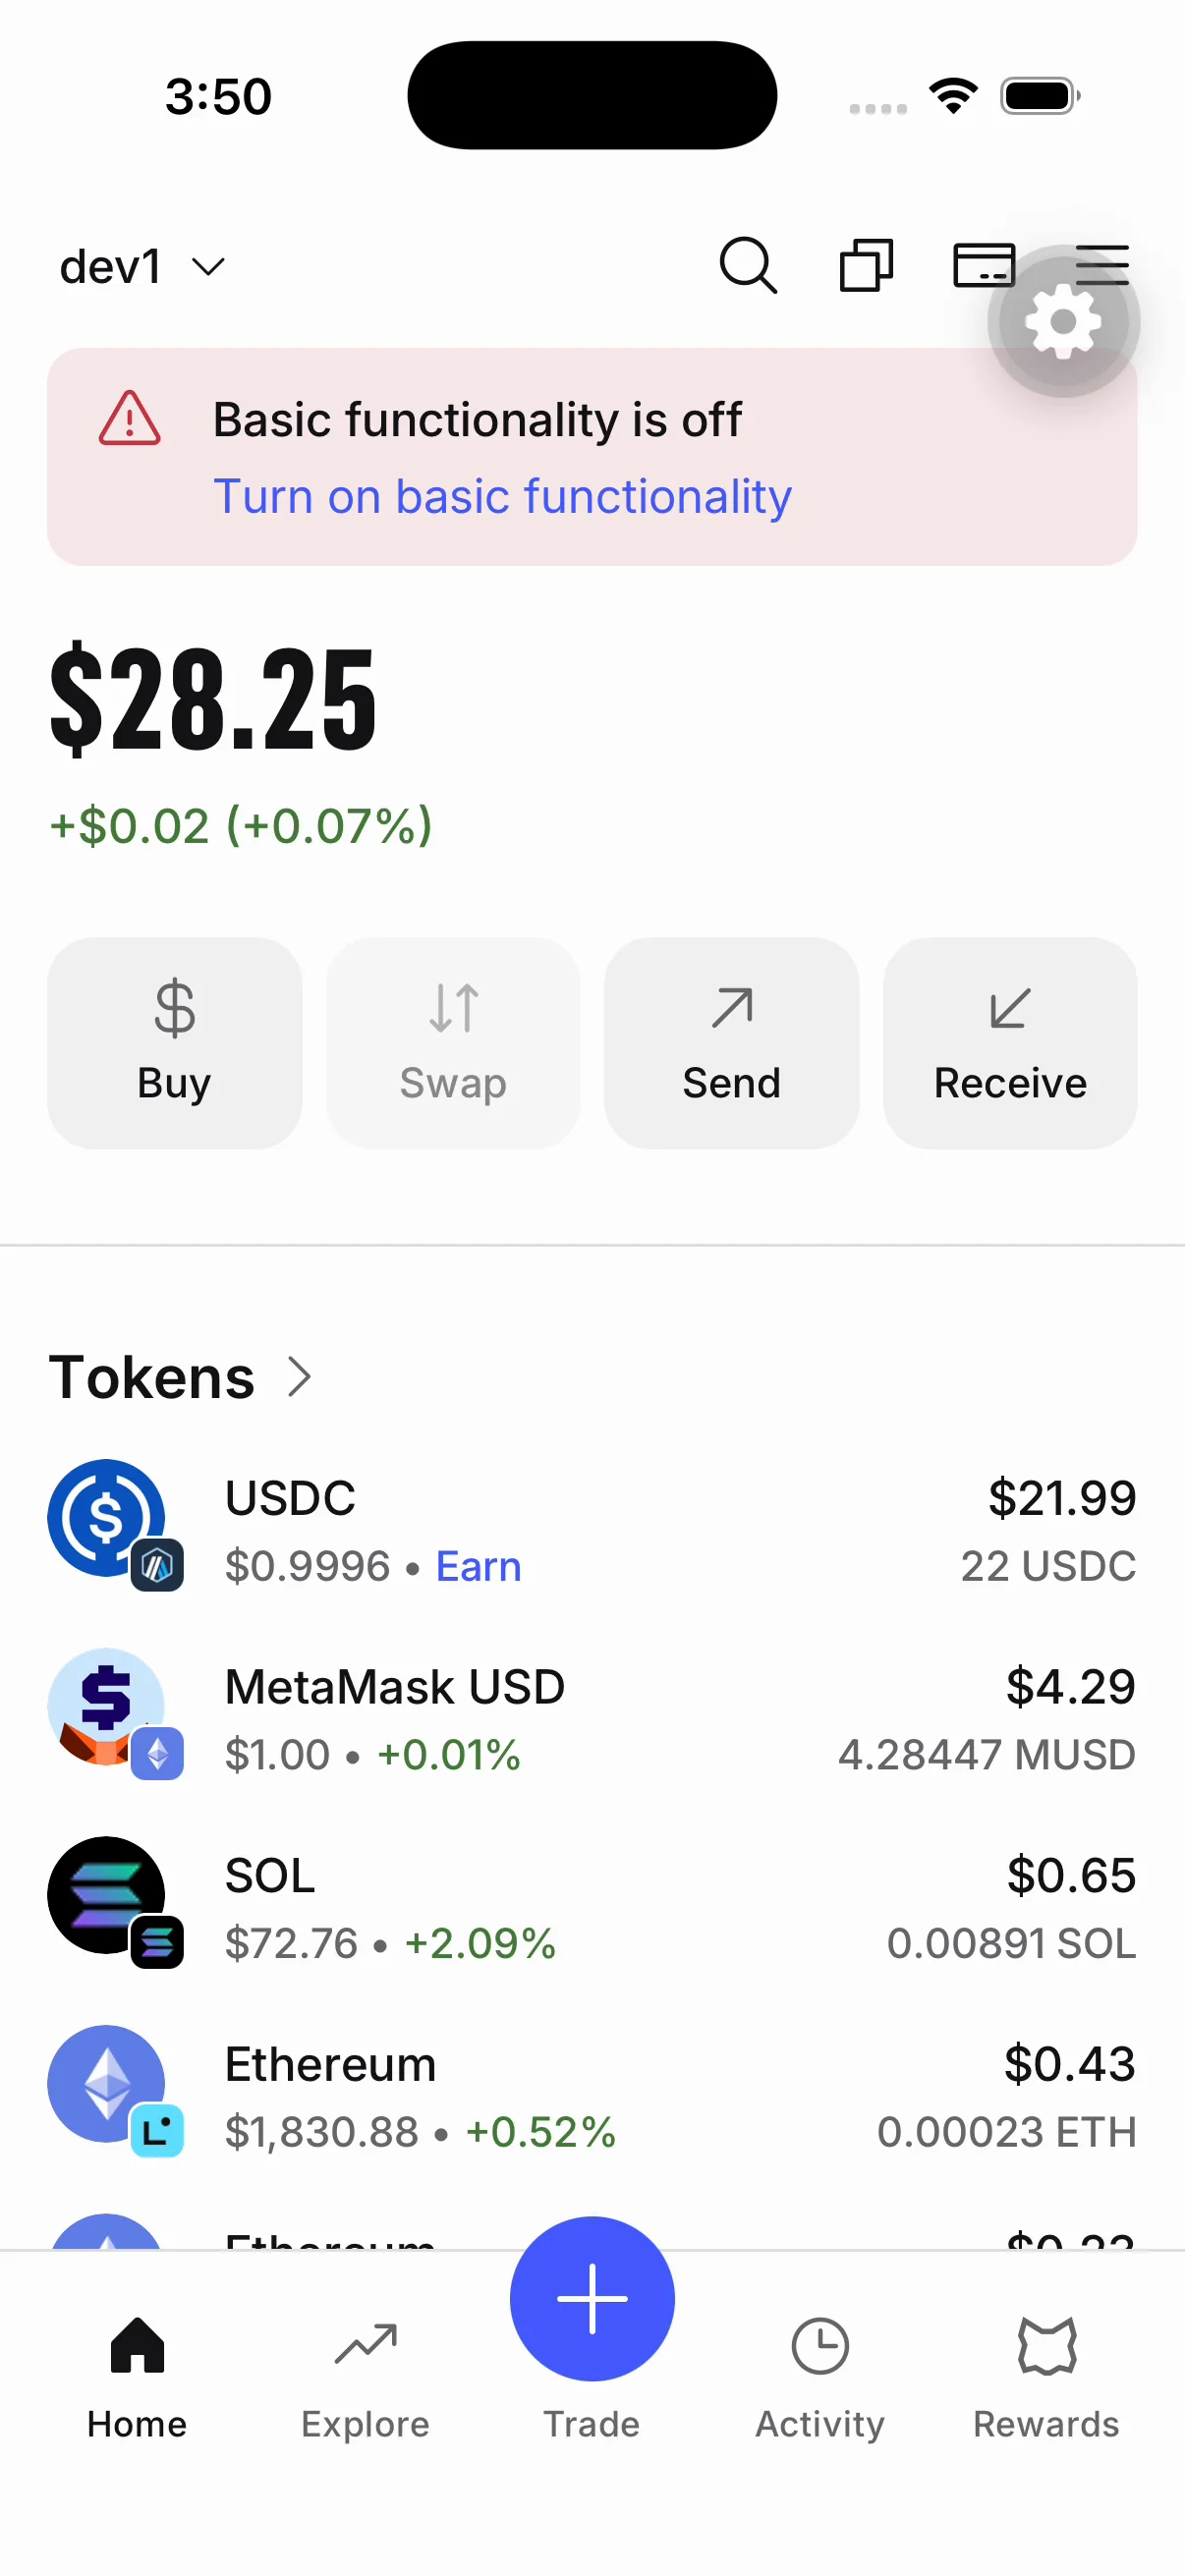 3:50
dev1
Basic functionality is off
Turn on basic functionality
$28.25
+$0.02 (+0.07%)
Buy
Swap
Send
Receive
Tokens
USDC
$21.99
$0.9996 • Earn
22 USDC
MetaMask USD
$4.29
$1.00 • +0.01%
4.28447 MUSD
SOL
$0.65
$72.76 • +2.09%
0.00891 SOL
Ethereum
$0.43
$1,830.88 • +0.52%
0.00023 ETH
Ethereum
Home
Explore
Trade
Activity
Rewards